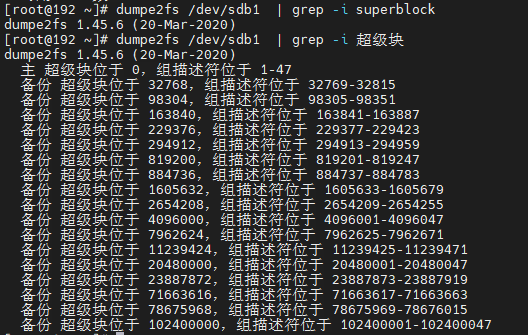 [root@192 ~]# dumpe2fs /dev/sdb1  | grep -i superblock
dumpe2fs 1.45.6 (20-Mar-2020)
[root@192 ~]# dumpe2fs /dev/sdb1  | grep -i 超级块
dumpe2fs 1.45.6 (20-Mar-2020)
主 超级块位于 0，组描述符位于 1-47
备份 超级块位于 32768，组描述符位于 32769-32815
备份 超级块位于 98304，组描述符位于 98305-98351
备份 超级块位于 163840，组描述符位于 163841-163887
备份 超级块位于 229376，组描述符位于 229377-229423
备份 超级块位于 294912，组描述符位于 294913-294959
备份 超级块位于 819200，组描述符位于 819201-819247
备份 超级块位于 884736，组描述符位于 884737-884783
备份 超级块位于 1605632，组描述符位于 1605633-1605679
备份 超级块位于 2654208，组描述符位于 2654209-2654255
备份 超级块位于 4096000，组描述符位于 4096001-4096047
备份 超级块位于 7962624，组描述符位于 7962625-7962671
备份 超级块位于 11239424，组描述符位于 11239425-11239471
备份 超级块位于 20480000，组描述符位于 20480001-20480047
备份 超级块位于 23887872，组描述符位于 23887873-23887919
备份 超级块位于 71663616，组描述符位于 71663617-71663663
备份 超级块位于 78675968，组描述符位于 78675969-78676015
备份 超级块位于 102400000，组描述符位于 102400001-102400047